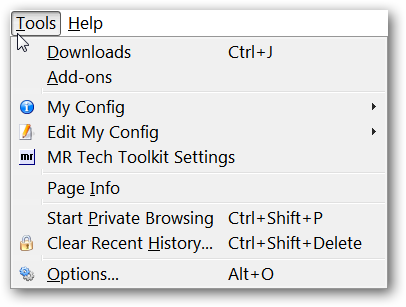 Tools Help
Downloads Ctrl+J
Add-ons
My Config
Edit My Config
mr MR Tech Toolkit Settings
Page Info
Start Private Browsing Ctrl+Shift+P
Clear Recent History... Ctrl+Shift+Delete
Options... Alt+O